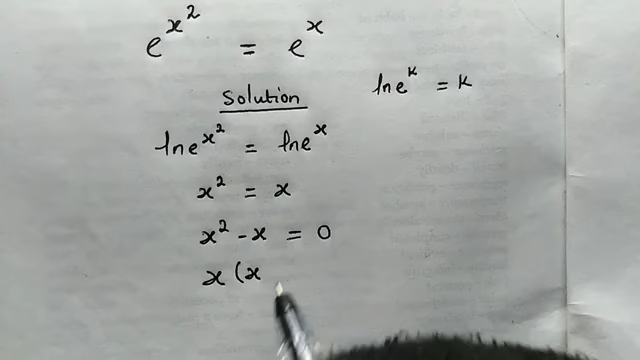 e^{x^2} = e^x
Solution
ln e^k = k
ln e^{x^2} = ln e^x
x^2 = x
x^2 - x = 0
x (x